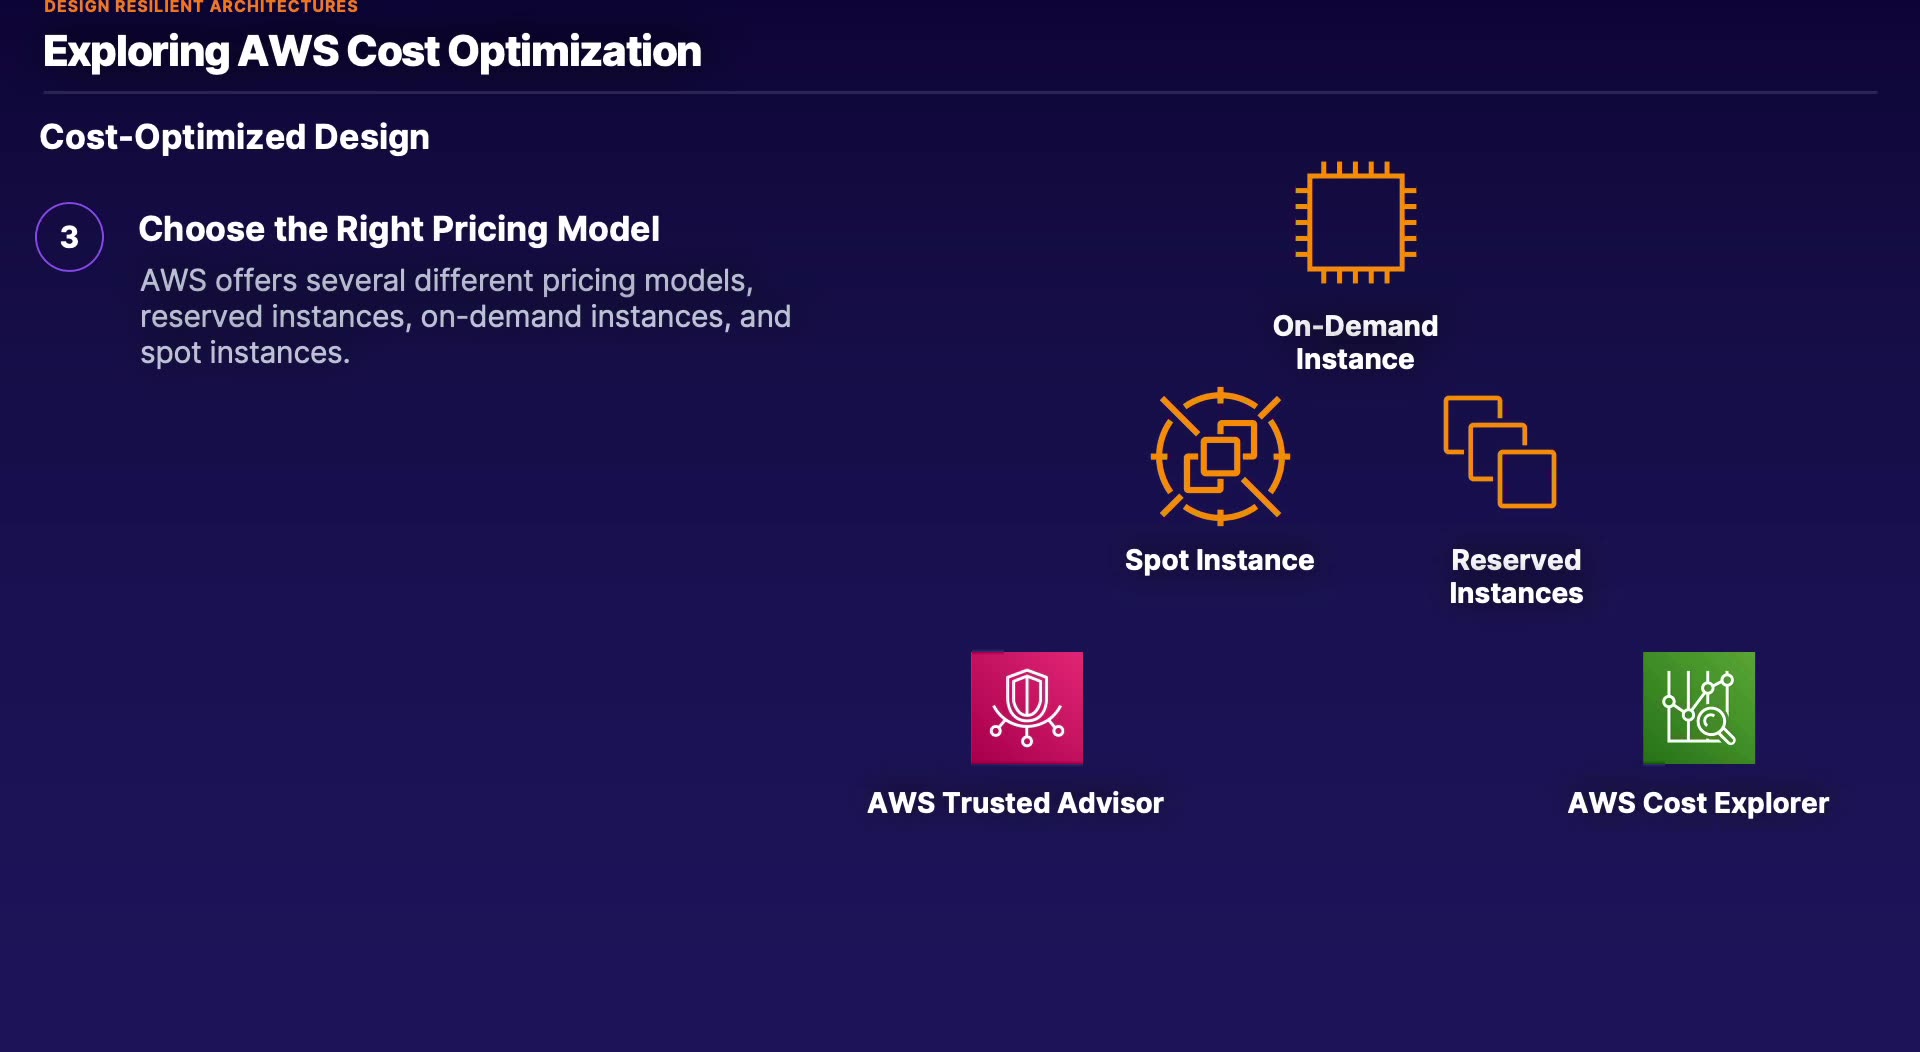 DESIGN RESILIENT ARCHITECTURES
Exploring AWS Cost Optimization
Cost-Optimized Design
3
Choose the Right Pricing Model
AWS offers several different pricing models,
reserved instances, on-demand instances, and
spot instances.
On-Demand
Instance
Spot Instance
Reserved
Instances
AWS Trusted Advisor
AWS Cost Explorer